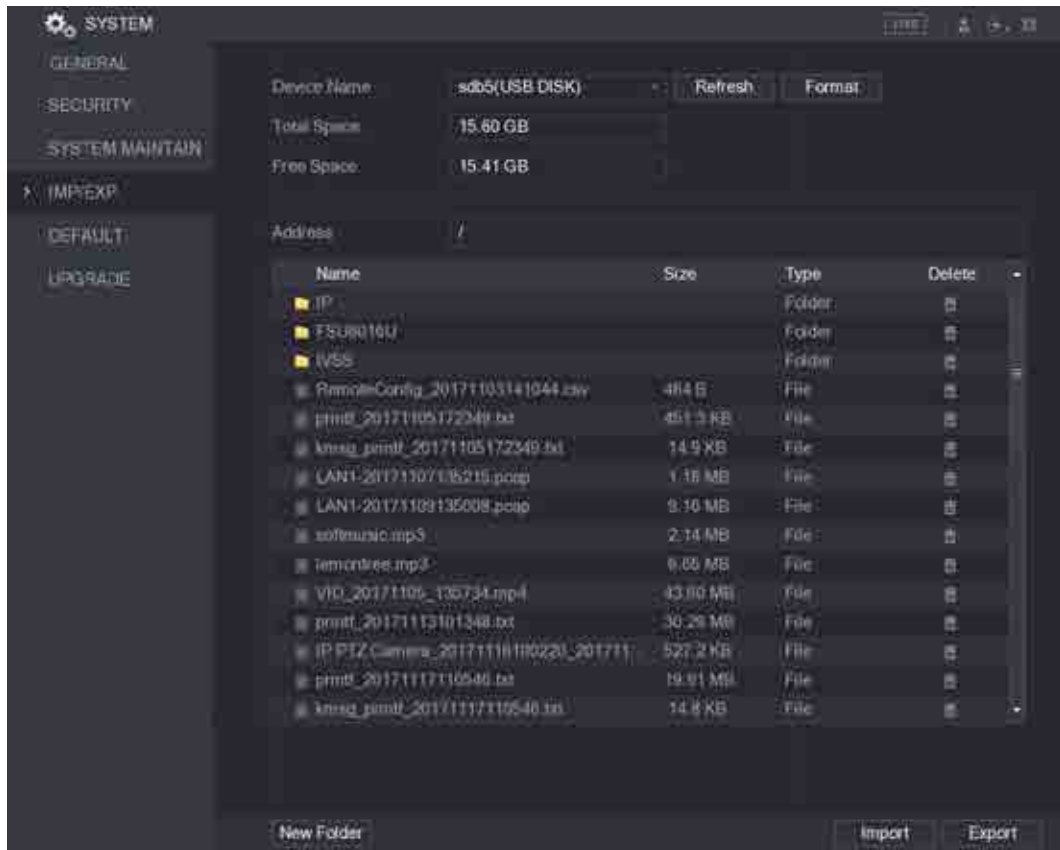 SYSTEM
LIVE
GENERAL
SECURITY
SYSTEM MAINTAIN
IMP/EXP
DEFAULT
UPGRADE
Device Name sdb5(USB DISK) Refresh Format
Total Space 15.60 GB
Free Space 15.41 GB
Address /
Name Size Type Delete
IP Folder
Folder
IVSS Folder
RemoteConfig_20171103141044.csv 464 B File
printf_20171105172349.txt 451.3 KB File
kmsg_printf_20171105172349.txt 14.9 KB File
LAN1-20171107135215.pcap 1.18 MB File
LAN1-20171109135008.pcap 9.16 MB File
softmusic.mp3 2.14 MB File
lemontree.mp3 6.65 MB File
VID_20171105_135734.mp4 43.60 MB File
printf_20171113101348.txt 30.29 MB File
IP PTZ Camera_20171116100220_201711 527.2 KB File
printf_20171117110546.txt 19.91 MB File
kmsg_printf_20171117110546.txt 14.8 KB File
New Folder Import Export